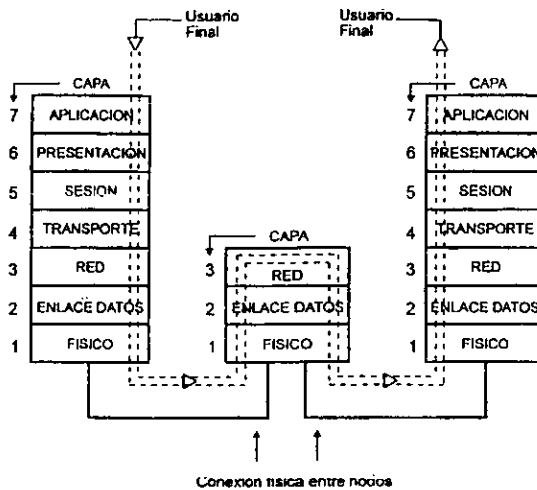 Usuario
Final
Usuario
Final
CAPA
7 APLICACION
6 PRESENTACION
5 SESION
4 TRANSPORTE
3 RED
2 ENLACE DATOS
1 FISICO
CAPA
3 RED
2 ENLACE DATOS
1 FISICO
CAPA
7 APLICACION
6 PRESENTACION
5 SESION
4 TRANSPORTE
3 RED
2 ENLACE DATOS
1 FISICO
Conexion fisica entre nodos